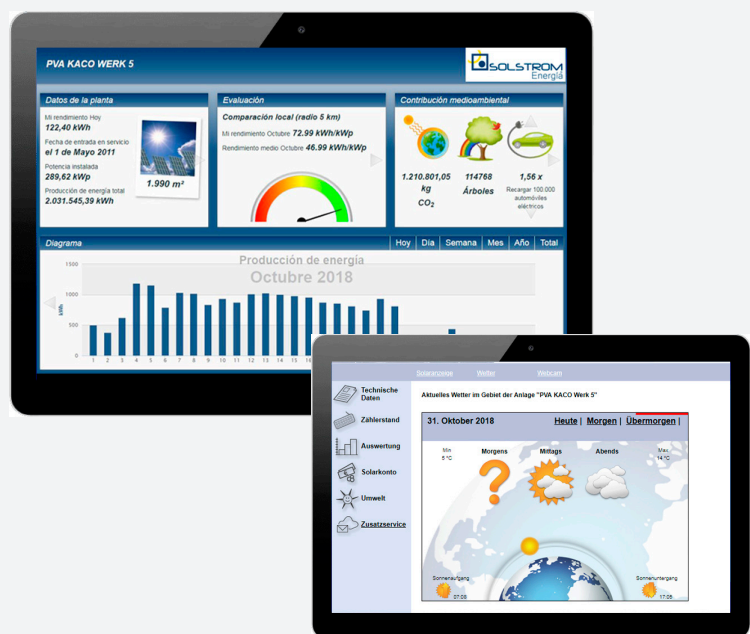 PVA KACO WERK 5
SOLSTROM
Energía
Datos de la planta
Mi rendimiento Hoy
122,40 kWh
Fecha de entrada en servicio
el 1 de Mayo 2011
Potencia instalada
289,62 kWp
Producción de energía total
2.031.545,39 kWh
1.990 m²
Evaluación
Comparación local (radio 5 km)
Mi rendimiento Octubre 72.99 kWh/kWp
Rendimiento medio Octubre 46.99 kWh/kWp
Contribución medioambiental
1.210.801,05
kg
CO₂
114768
Árboles
1,56 x
Recargar 100.000
automóviles
eléctricos
Diagrama
Hoy Día Semana Mes Año Total
Producción de energía
Octubre 2018
kWh
1500
1000
500
0
1 2 3 4 5 6 7 8 9 10 11 12 13 14 15
Solaranzeige Wetter Webcam
Technische
Daten
Zählerstand
Auswertung
Solarkonto
Umwelt
Zusatzservice
Aktuelles Wetter im Gebiet der Anlage "PVA KACO Werk 5"
31. Oktober 2018 Heute | Morgen | Übermorgen |
Min
5 °C
Morgens
Mittags
Abends
Max
14 °C
Sonnenaufgang
07:05
Sonnenuntergang
17:05